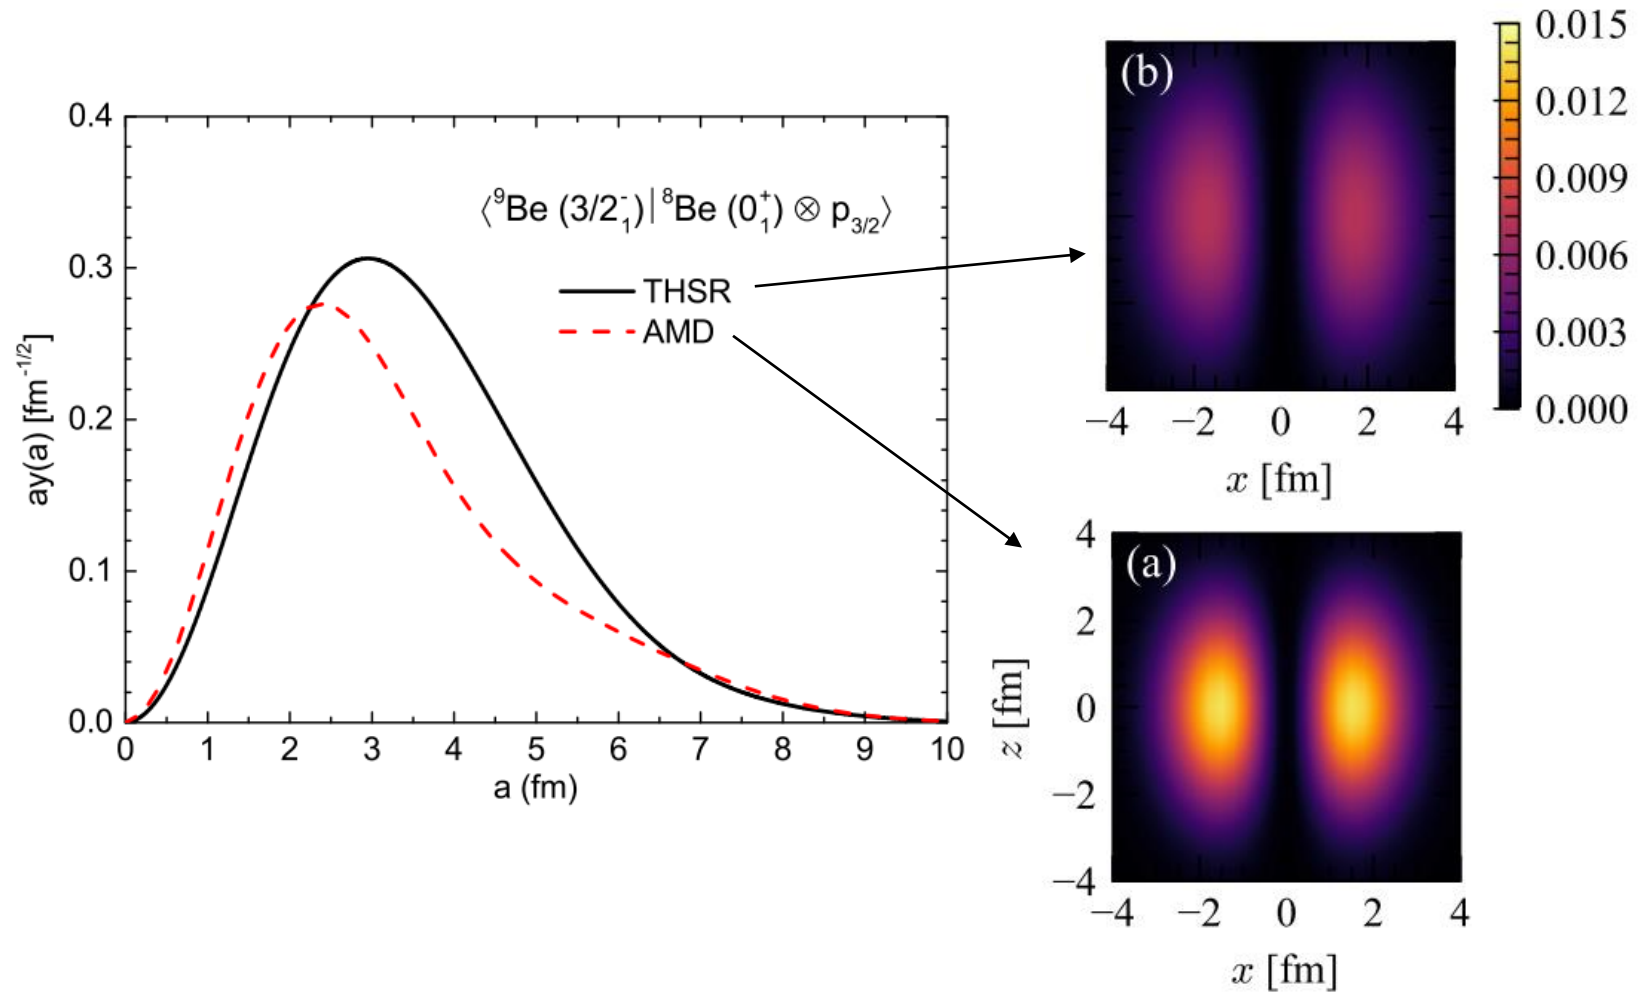 0.4
0.3
0.2
0.1
0.0
ay(a) [fm⁻¹/²]
0 1 2 3 4 5 6 7 8 9 10
a (fm)
⟨⁹Be (3/2₁⁻)|⁸Be (0₁⁺) ⊗ p₃/₂⟩
THSR
AMD
(b)
−4 −2 0 2 4
x [fm]
0.015
0.012
0.009
0.006
0.003
0.000
(a)
4
2
0
−2
−4
z [fm]
−4 −2 0 2 4
x [fm]